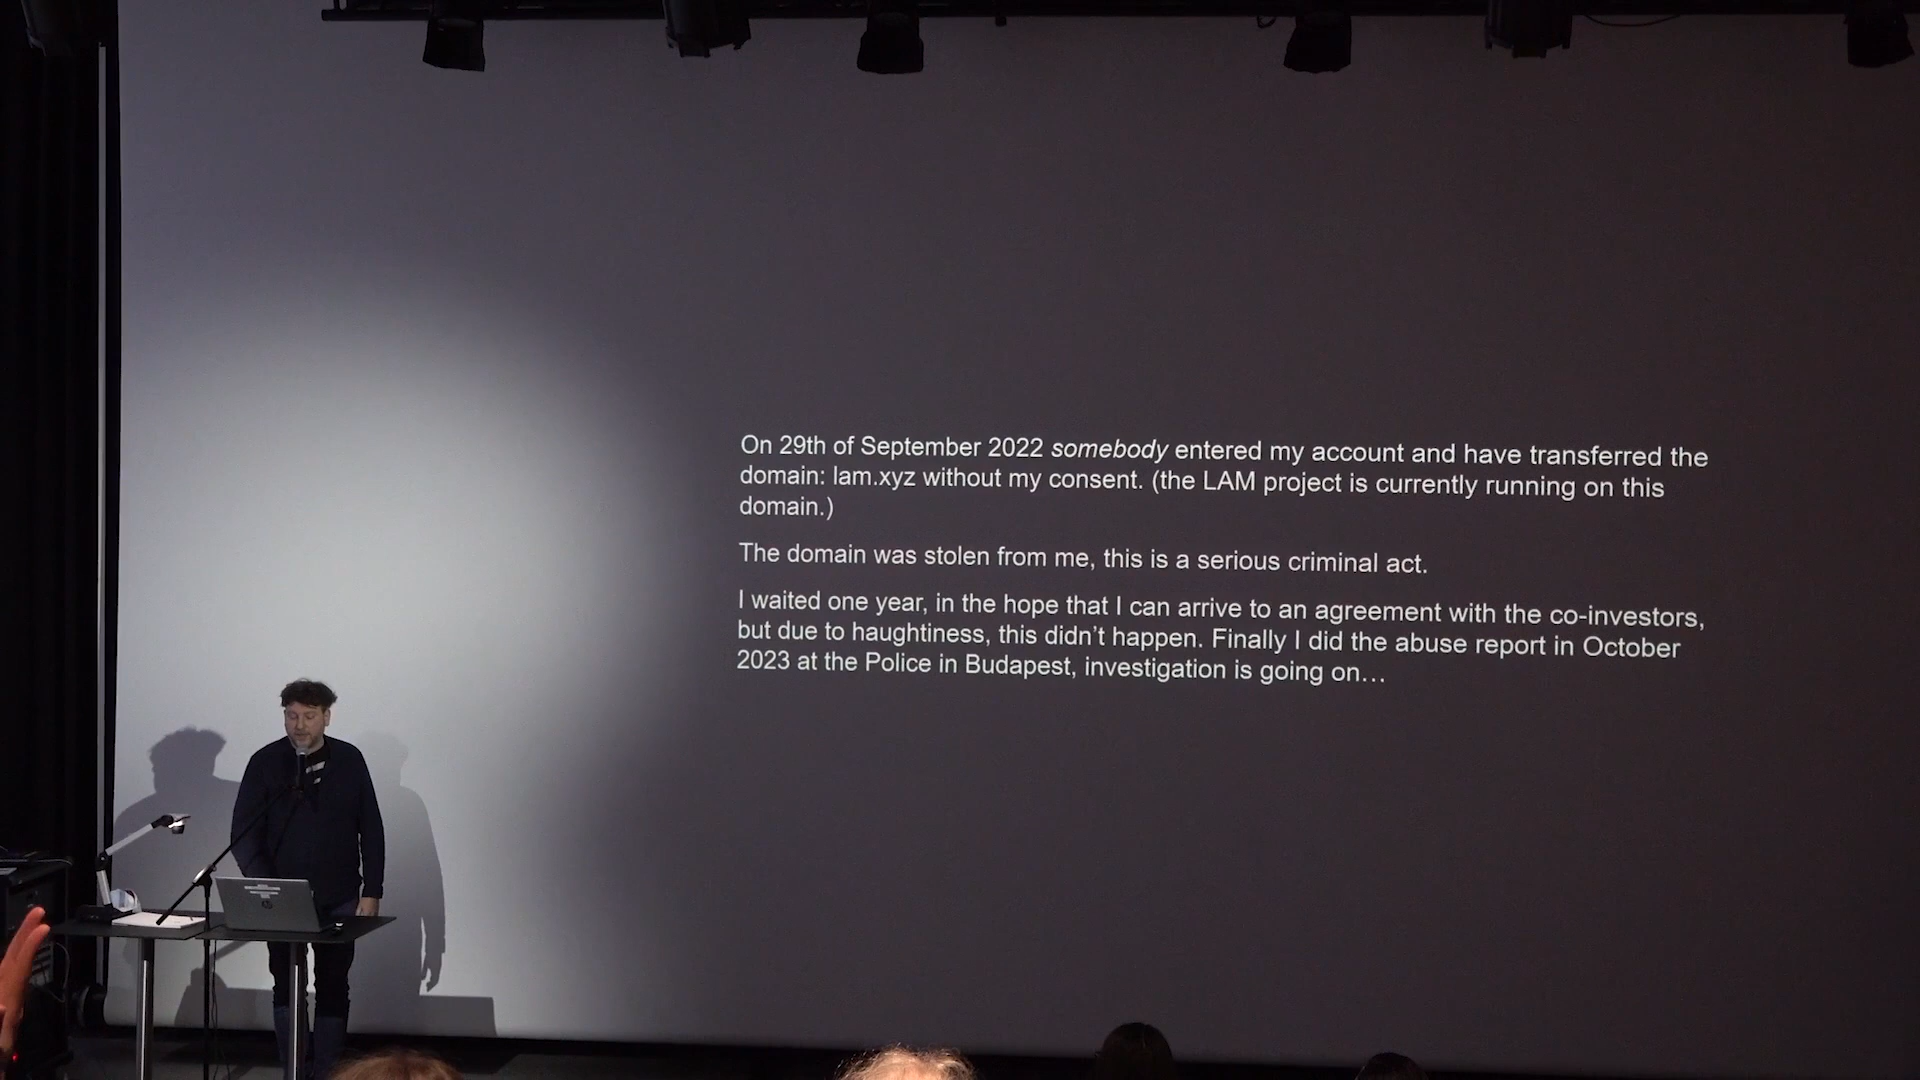 On 29th of September 2022 somebody entered my account and have transferred the
domain: lam.xyz without my consent. (the LAM project is currently running on this
domain.)
The domain was stolen from me, this is a serious criminal act.
I waited one year, in the hope that I can arrive to an agreement with the co-investors,
but due to haughtiness, this didn’t happen. Finally I did the abuse report in October
2023 at the Police in Budapest, investigation is going on…